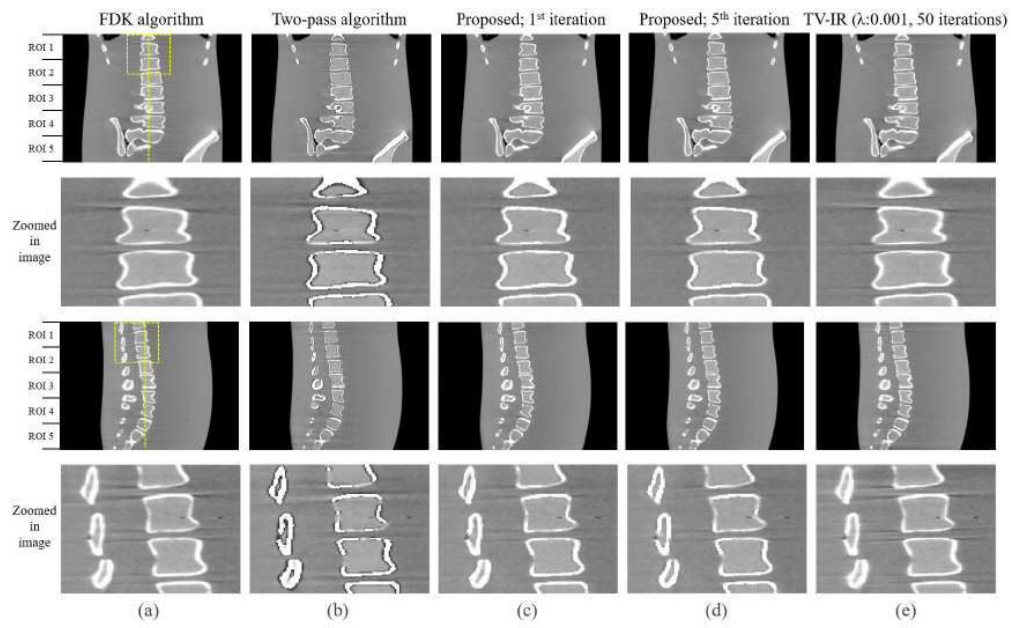 FDK algorithm
Two-pass algorithm
Proposed; 1st iteration
Proposed; 5th iteration
TV-IR (λ:0.001, 50 iterations)
ROI 1
ROI 2
ROI 3
ROI 4
ROI 5
Zoomed
in
image
ROI 1
ROI 2
ROI 3
ROI 4
ROI 5
Zoomed
in
image
(a)
(b)
(c)
(d)
(e)